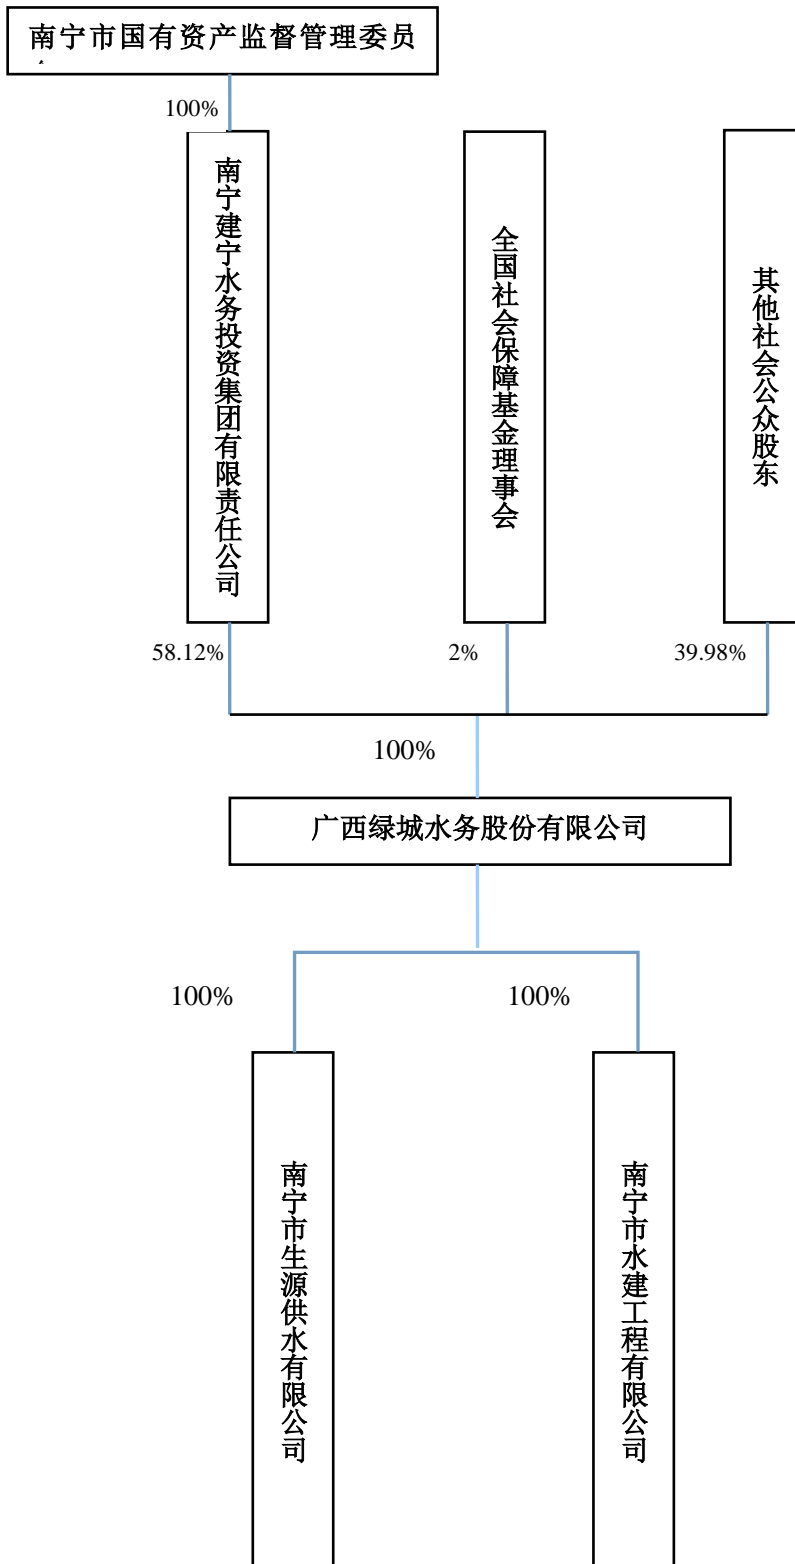 南宁市国有资产监督管理委员
100%
南宁建宁水务投资集团有限责任公司
全国社会保障基金理事会
其他社会公众股东
58.12%
2%
39.98%
100%
广西绿城水务股份有限公司
100%
100%
南宁市生源供水有限公司
南宁市水建工程有限公司